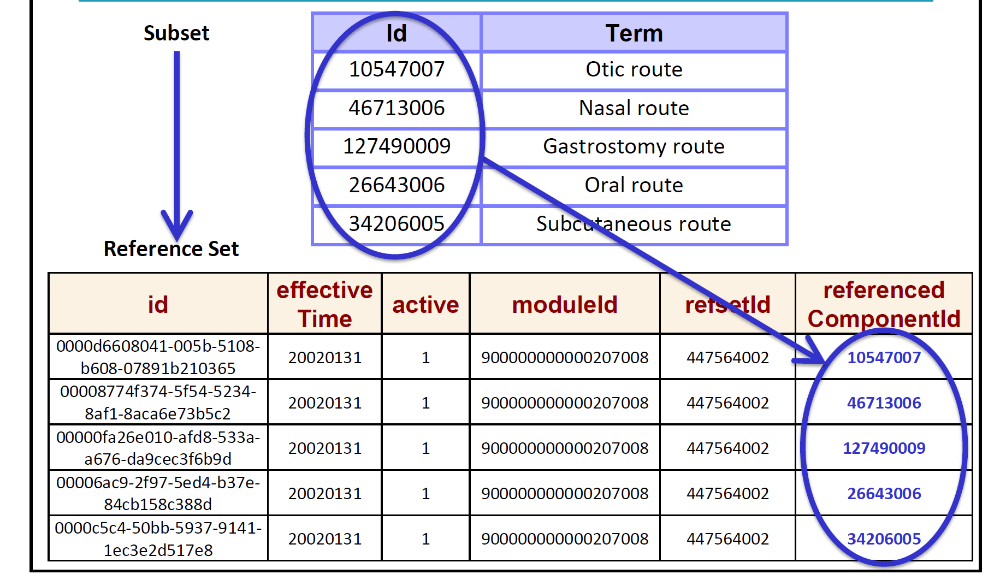 Subset
Id Term
10547007 Otic route
46713006 Nasal route
127490009 Gastrostomy route
26643006 Oral route
34206005 Subcutaneous route
Reference Set
id effective Time active moduleId refsetId referenced ComponentId
0000d6608041-005b-5108-
b608-07891b210365 20020131 1 900000000000207008 447564002 10547007
00008774f374-5f54-5234-
8af1-8aca6e73b5c2 20020131 1 900000000000207008 447564002 46713006
00000fa26e010-afd8-533a-
a676-da9cec3f6b9d 20020131 1 900000000000207008 447564002 127490009
00006ac9-2f97-5ed4-b37e-
84cb158c388d 20020131 1 900000000000207008 447564002 26643006
0000c5c4-50bb-5937-9141-
1ec3e2d517e8 20020131 1 900000000000207008 447564002 34206005